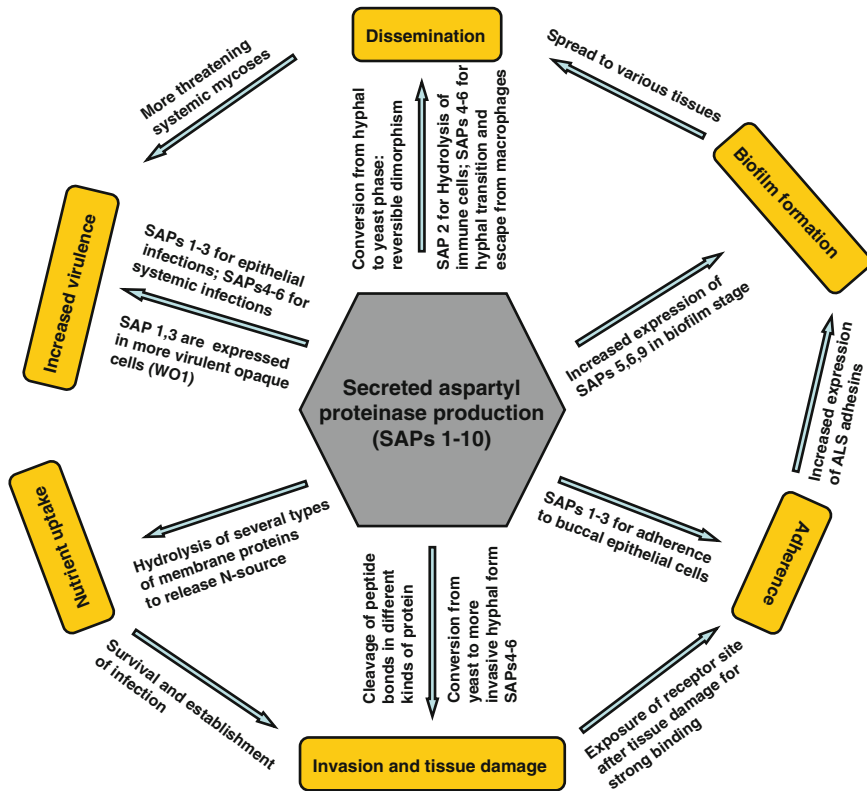 Dissemination
More threatening
systemic mycoses
Spread to various tissues
Conversion from hyphal
to yeast phase:
reversible dimorphism
SAP 2 for Hydrolysis of
immune cells; SAPs 4-6 for
hyphal transition and
escape from macrophages
Biofilm formation
Increased virulence
SAPs 1-3 for epithelial
infections; SAPs4-6 for
systemic infections
SAP 1,3 are expressed
in more virulent opaque
cells (WO1)
Increased expression of
SAPs 5,6,9 in biofilm stage
Secreted aspartyl
proteinase production
(SAPs 1-10)
Increased expression
of ALS adhesins
Nutrient uptake
Hydrolysis of several types
of membrane proteins
to release N-source
SAPs 1-3 for adherence
to buccal epithelial cells
Adherence
Cleavage of peptide
bonds in different
kinds of protein
Conversion from
yeast to more
invasive hyphal form
SAPs4-6
Survival and establishment
of infection
Exposure of receptor site
after tissue damage for
strong binding
Invasion and tissue damage